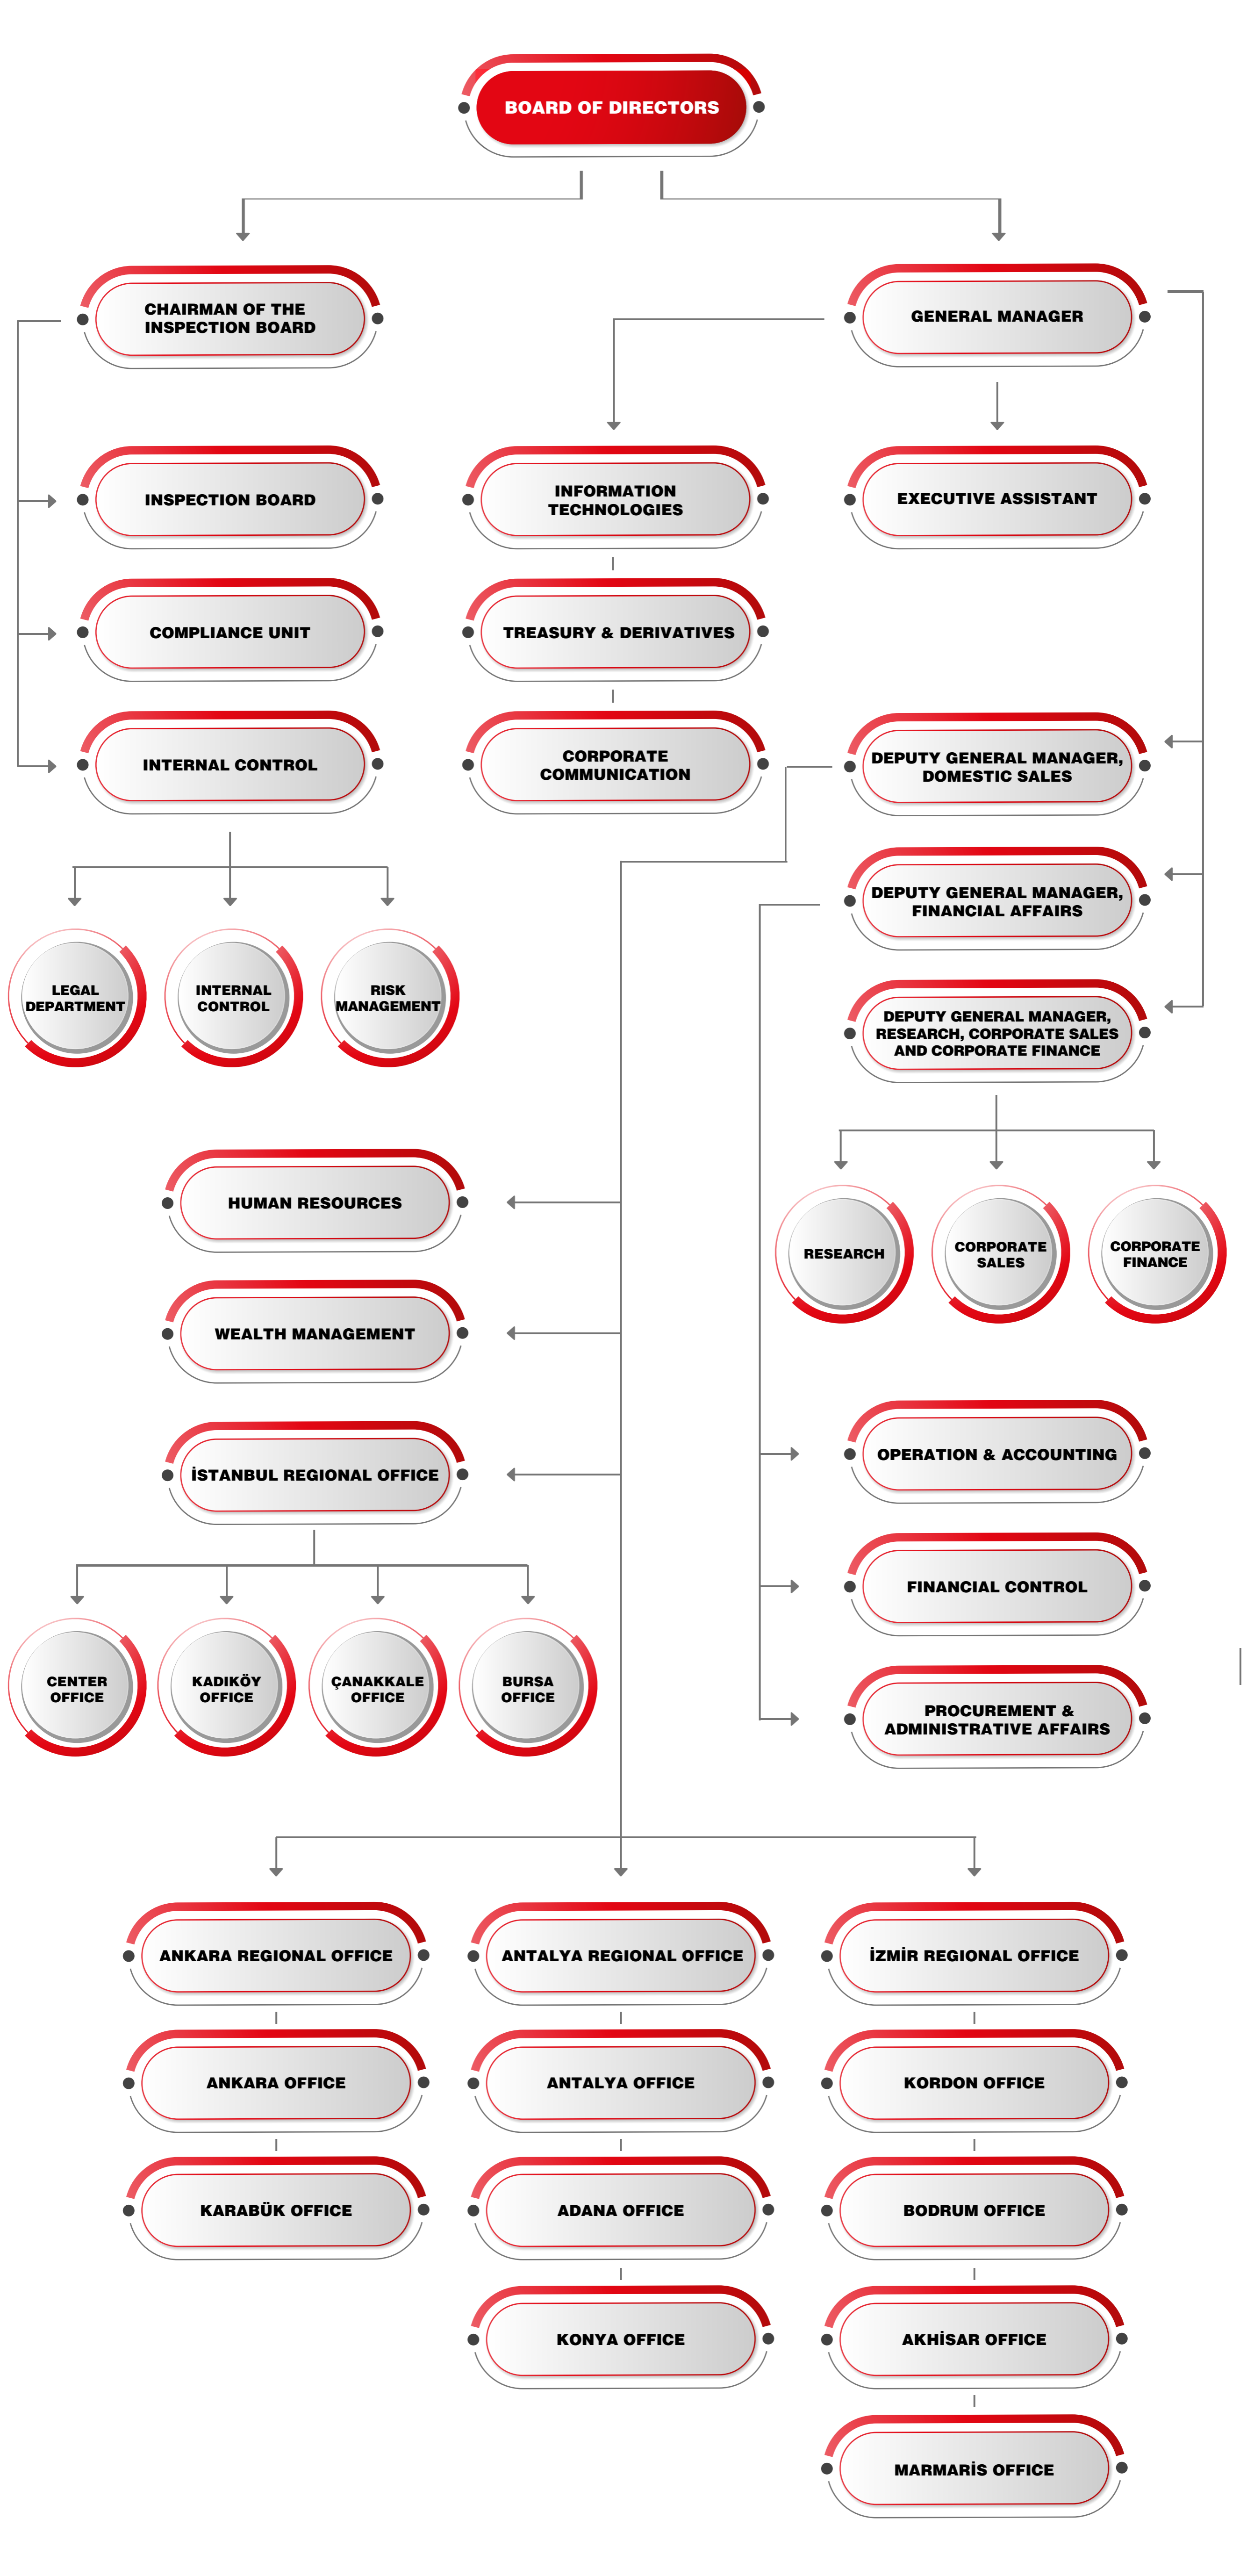 BOARD OF DIRECTORS
CHAIRMAN OF THE
INSPECTION BOARD
GENERAL MANAGER
INSPECTION BOARD
INFORMATION
TECHNOLOGIES
EXECUTIVE ASSISTANT
COMPLIANCE UNIT
TREASURY & DERIVATIVES
INTERNAL CONTROL
CORPORATE
COMMUNICATION
DEPUTY GENERAL MANAGER,
DOMESTIC SALES
DEPUTY GENERAL MANAGER,
FINANCIAL AFFAIRS
LEGAL
DEPARTMENT
INTERNAL
CONTROL
RISK
MANAGEMENT
DEPUTY GENERAL MANAGER,
RESEARCH, CORPORATE SALES
AND CORPORATE FINANCE
HUMAN RESOURCES
RESEARCH
CORPORATE
SALES
CORPORATE
FINANCE
WEALTH MANAGEMENT
İSTANBUL REGIONAL OFFICE
OPERATION & ACCOUNTING
FINANCIAL CONTROL
CENTER
OFFICE
KADIKÖY
OFFICE
ÇANAKKALE
OFFICE
BURSA
OFFICE
PROCUREMENT &
ADMINISTRATIVE AFFAIRS
ANKARA REGIONAL OFFICE
ANTALYA REGIONAL OFFICE
İZMİR REGIONAL OFFICE
ANKARA OFFICE
ANTALYA OFFICE
KORDON OFFICE
KARABÜK OFFICE
ADANA OFFICE
BODRUM OFFICE
KONYA OFFICE
AKHİSAR OFFICE
MARMARİS OFFICE